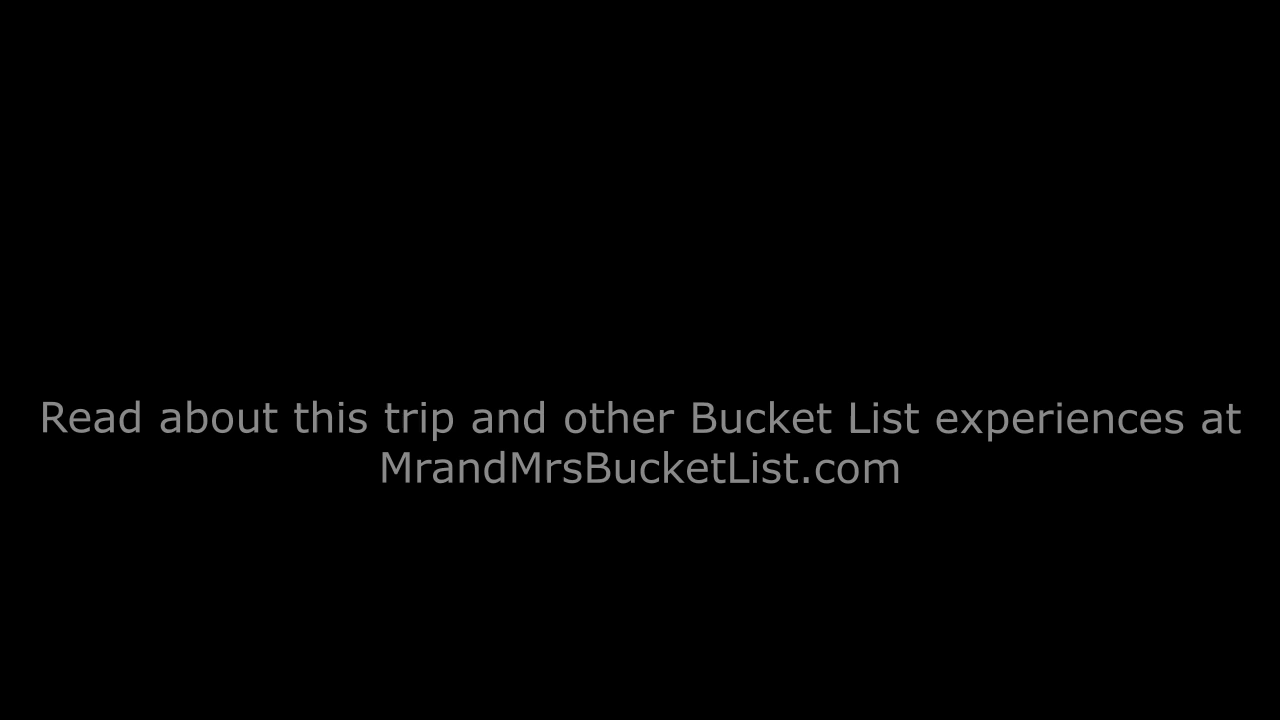 Read about this trip and other Bucket List experiences at
MrandMrsBucketList.com